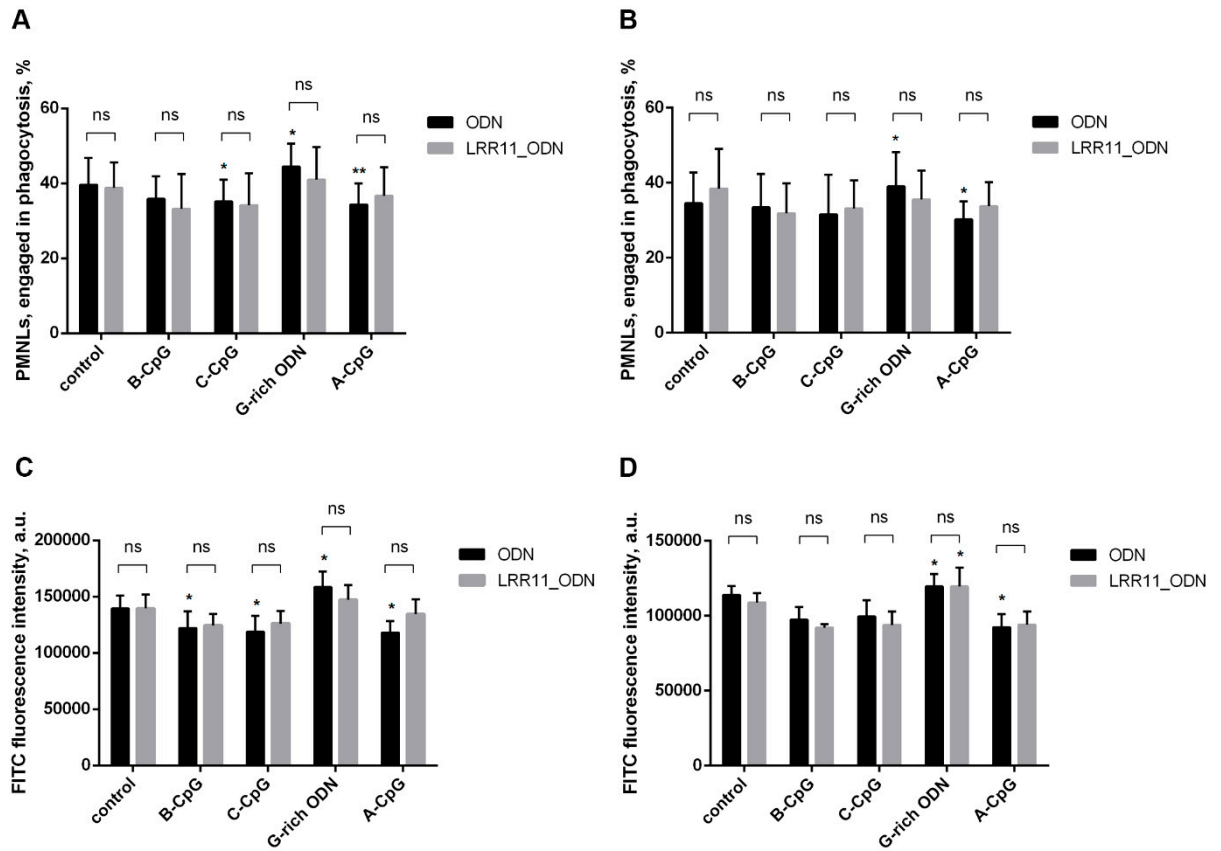 A
PMNLs, engaged in phagocytosis, %
60
40
20
0
ns
ns
ns
ns
ns
*
*
**
control
B-CpG
C-CpG
G-rich ODN
A-CpG
ODN
LRR11_ODN
B
PMNLs, engaged in phagocytosis, %
60
40
20
0
ns
ns
ns
ns
ns
*
*
control
B-CpG
C-CpG
G-rich ODN
A-CpG
ODN
LRR11_ODN
C
FITC fluorescence intensity, a.u.
200000
150000
100000
50000
0
ns
ns
ns
ns
ns
*
*
*
*
control
B-CpG
C-CpG
G-rich ODN
A-CpG
ODN
LRR11_ODN
D
FITC fluorescence intensity, a.u.
150000
100000
50000
0
ns
ns
ns
ns
ns
*
*
*
control
B-CpG
C-CpG
G-rich ODN
A-CpG
ODN
LRR11_ODN